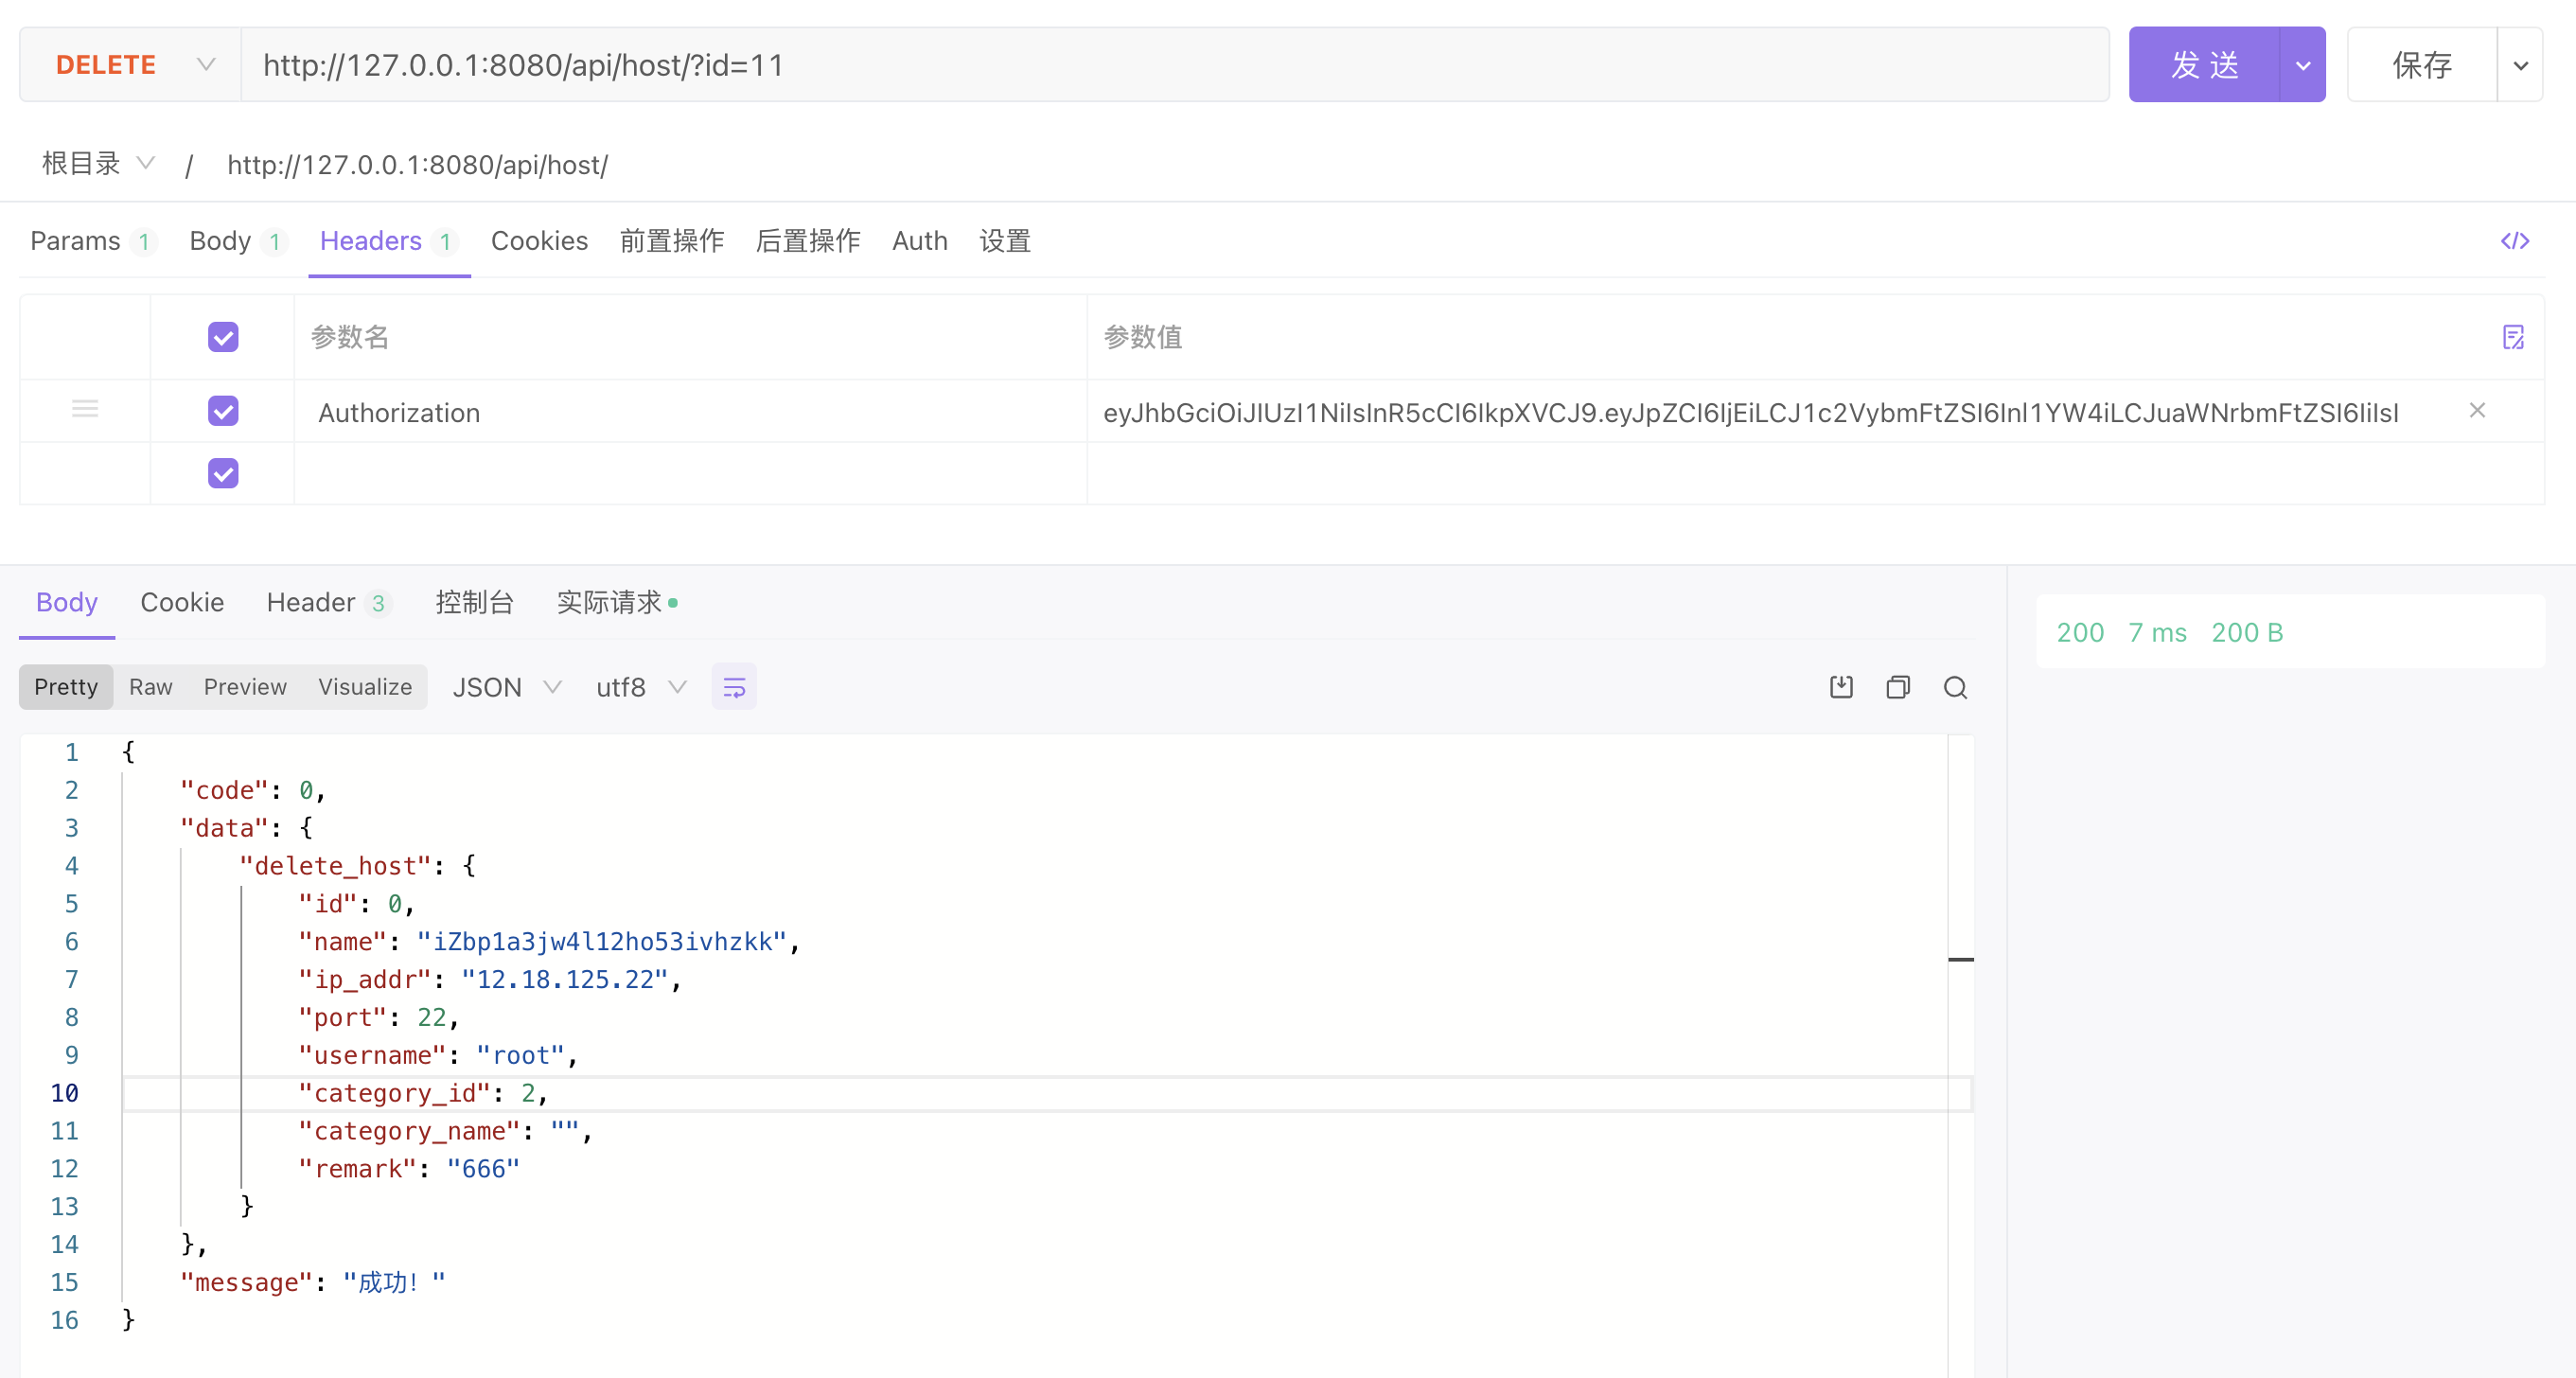 DELETE http://127.0.0.1:8080/api/host/?id=11 发 送 保存
根目录 / http://127.0.0.1:8080/api/host/
Params 1 Body 1 Headers 1 Cookies 前置操作 后置操作 Auth 设置 </>
参数名 参数值
Authorization eyJhbGciOiJIUzI1NiIsInR5cCI6IkpXVCJ9.eyJpZCI6IjEiLCJ1c2VybmFtZSI6Inl1YW4iLCJuaWNrbmFtZSI6IiIsI
Body Cookie Header 3 控制台 实际请求
200 7 ms 200 B
Pretty Raw Preview Visualize JSON utf8
1 {
2 "code": 0,
3 "data": {
4 "delete_host": {
5 "id": 0,
6 "name": "iZbp1a3jw4l12ho53ivhzkk",
7 "ip_addr": "12.18.125.22",
8 "port": 22,
9 "username": "root",
10 "category_id": 2,
11 "category_name": "",
12 "remark": "666"
13 }
14 },
15 "message": "成功！"
16 }